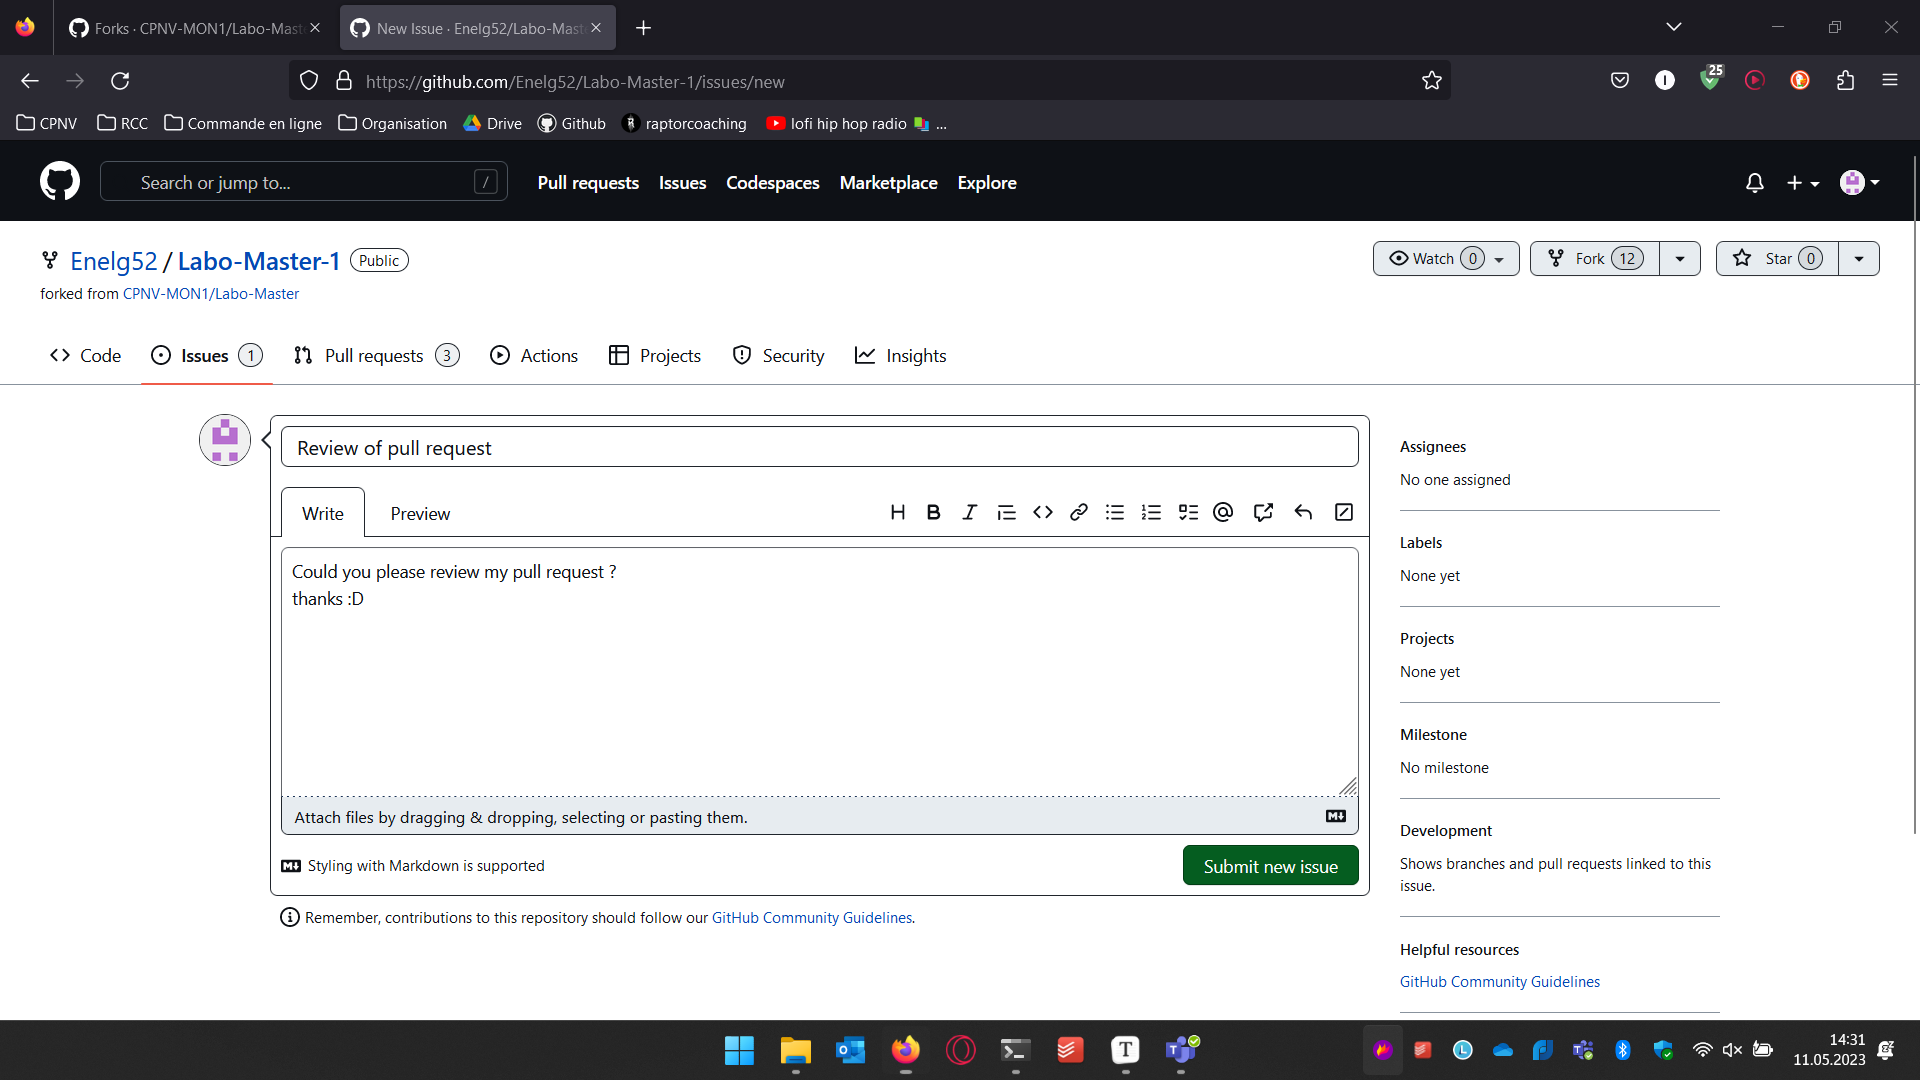 Forks · CPNV-MON1/Labo-Mast
New Issue · Enelg52/Labo-Maste
https://github.com/Enelg52/Labo-Master-1/issues/new
25
CPNV
RCC
Commande en ligne
Organisation
Drive
Github
raptorcoaching
lofi hip hop radio
...
Search or jump to...
/
Pull requests
Issues
Codespaces
Marketplace
Explore
Enelg52 / Labo-Master-1
Public
Watch 0
Fork 12
Star 0
forked from CPNV-MON1/Labo-Master
Code
Issues 1
Pull requests 3
Actions
Projects
Security
Insights
Review of pull request
Write
Preview
Could you please review my pull request ?
thanks :D
Attach files by dragging & dropping, selecting or pasting them.
Styling with Markdown is supported
Submit new issue
Remember, contributions to this repository should follow our GitHub Community Guidelines.
Assignees
No one assigned
Labels
None yet
Projects
None yet
Milestone
No milestone
Development
Shows branches and pull requests linked to this
issue.
Helpful resources
GitHub Community Guidelines
14:31
11.05.2023